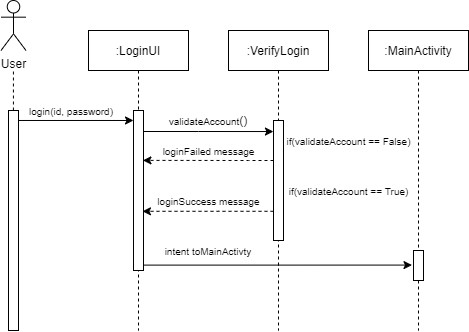 :LoginUI
:VerifyLogin
:MainActivity
User
login(id, password)
validateAccount()
if(validateAccount == False)
loginFailed message
if(validateAccount == True)
loginSuccess message
intent toMainActivty